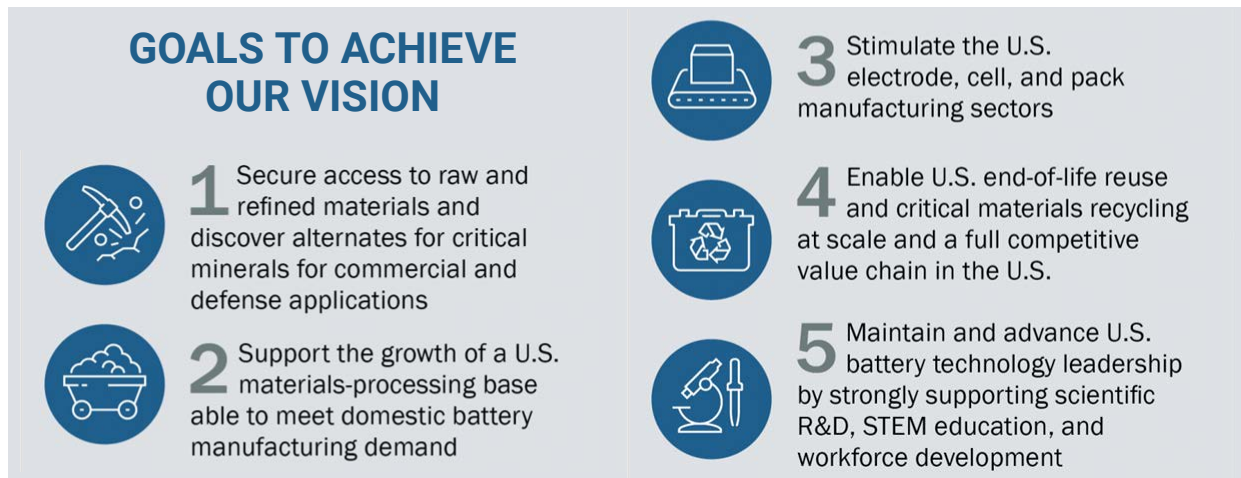 GOALS TO ACHIEVE
OUR VISION
1 Secure access to raw and
refined materials and
discover alternates for critical
minerals for commercial and
defense applications
2 Support the growth of a U.S.
materials-processing base
able to meet domestic battery
manufacturing demand
3 Stimulate the U.S.
electrode, cell, and pack
manufacturing sectors
4 Enable U.S. end-of-life reuse
and critical materials recycling
at scale and a full competitive
value chain in the U.S.
5 Maintain and advance U.S.
battery technology leadership
by strongly supporting scientific
R&D, STEM education, and
workforce development